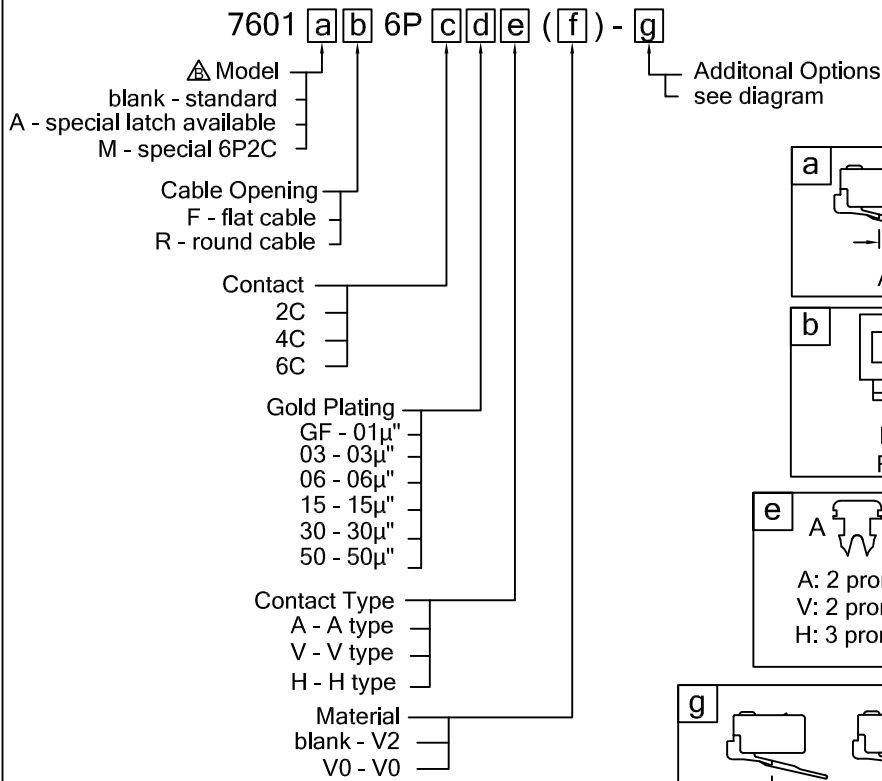 7601 a b 6P c d e ( f ) - g
B Model
blank - standard
A - special latch available
M - special 6P2C
Additonal Options
see diagram
Cable Opening
F - flat cable
R - round cable
Contact
2C
4C
6C
Gold Plating
GF - 01µ"
03 - 03µ"
06 - 06µ"
15 - 15µ"
30 - 30µ"
50 - 50µ"
Contact Type
A - A type
V - V type
H - H type
Material
blank - V2
V0 - V0
a
b
e
A
A: 2
V: 2
H: 3
g